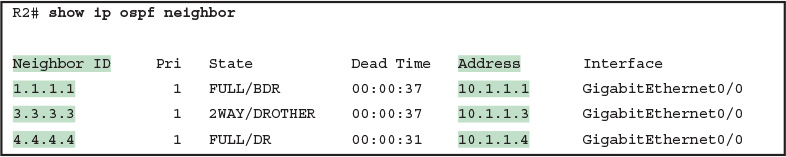 R2# show ip ospf neighbor
Neighbor ID Pri State Dead Time Address Interface
1.1.1.1 1 FULL/BDR 00:00:37 10.1.1.1 GigabitEthernet0/0
3.3.3.3 1 2WAY/DROTHER 00:00:37 10.1.1.3 GigabitEthernet0/0
4.4.4.4 1 FULL/DR 00:00:31 10.1.1.4 GigabitEthernet0/0